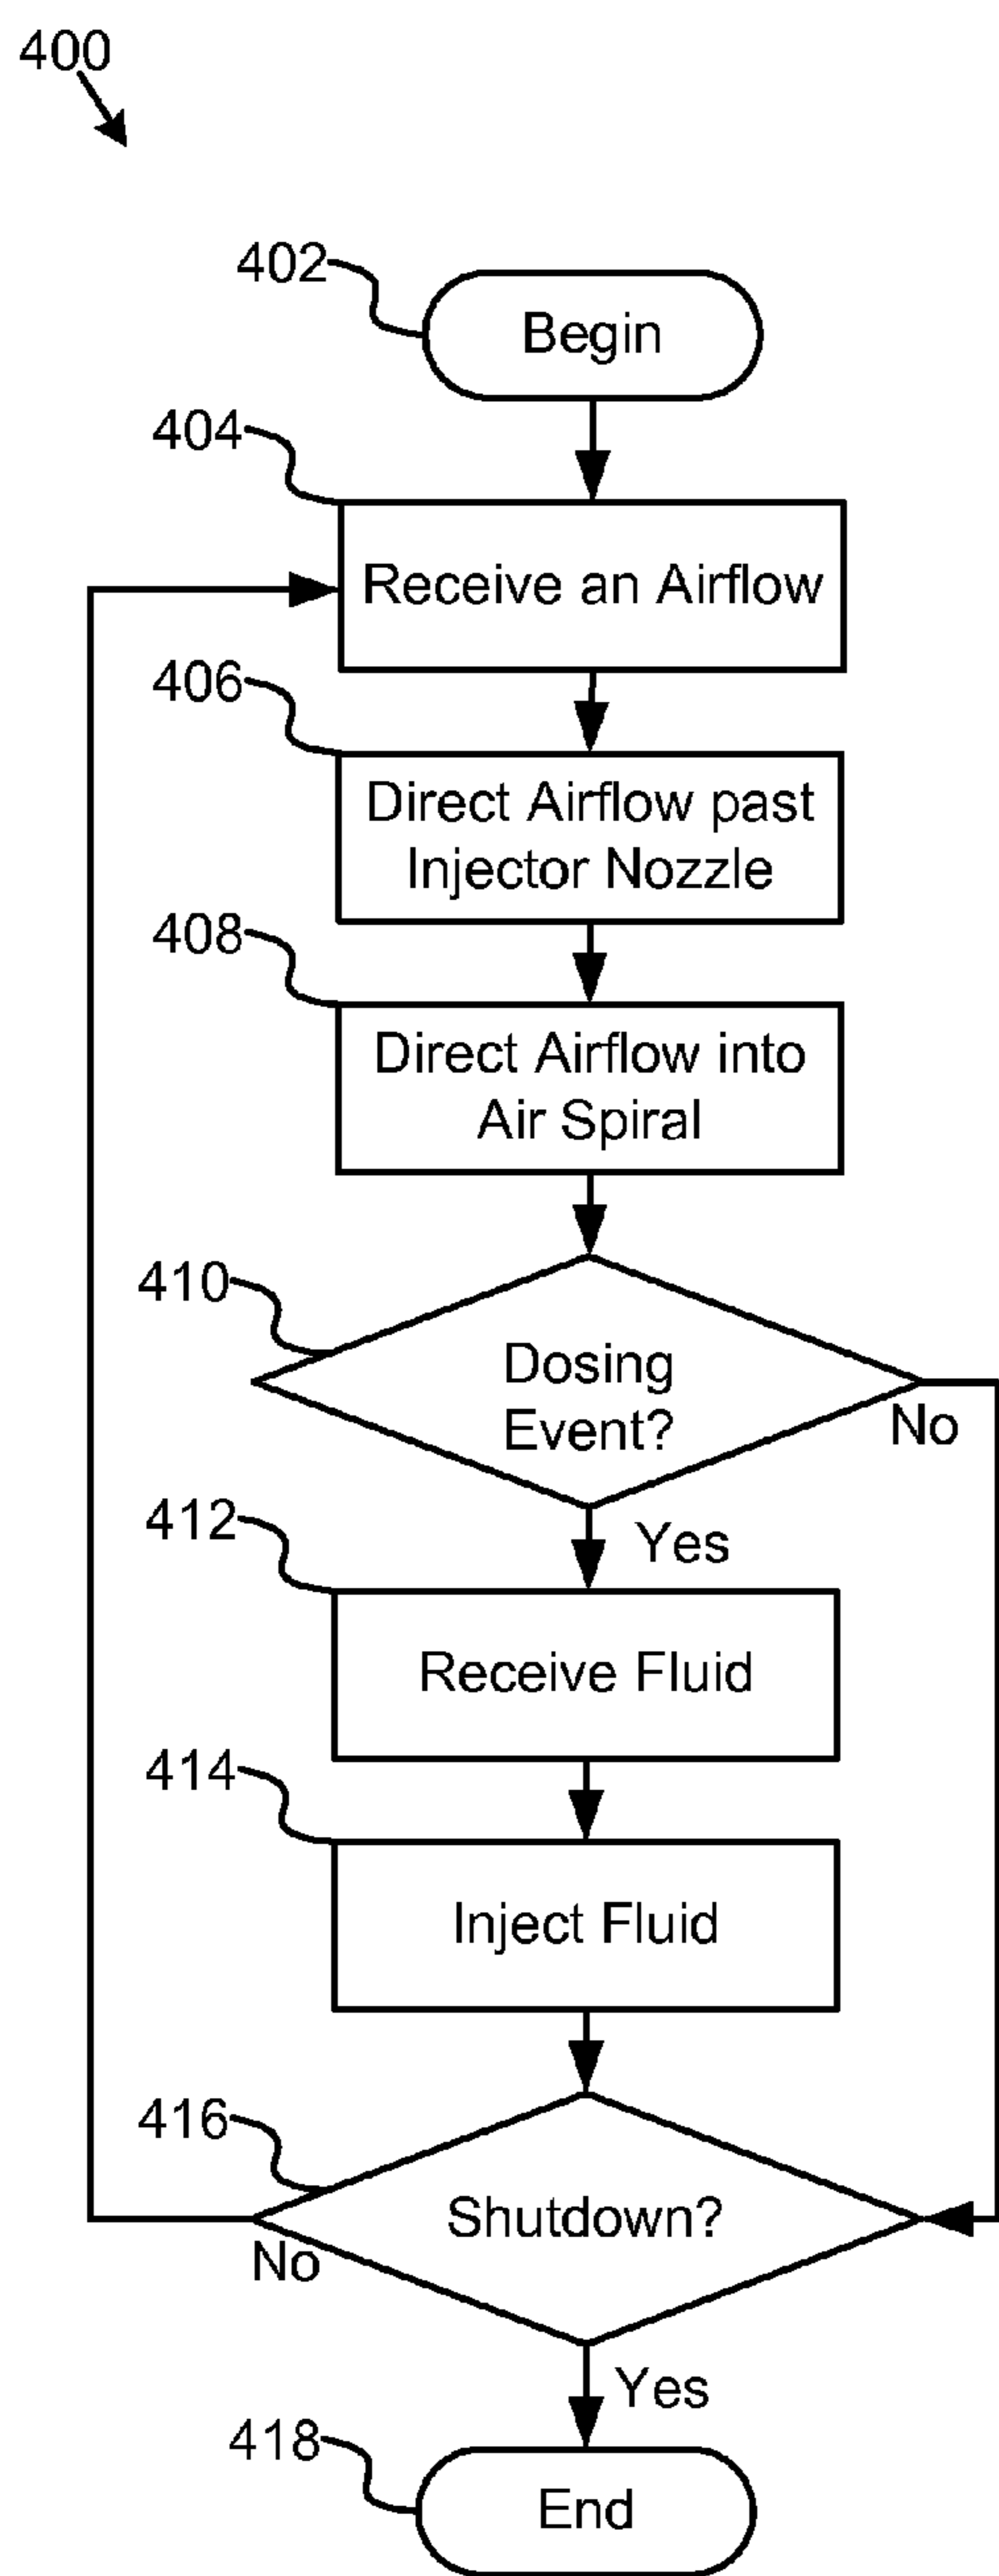 400
402
Begin
404
Receive an Airflow
406
Direct Airflow past
Injector Nozzle
408
Direct Airflow into
Air Spiral
410
Dosing
Event?
No
Yes
412
Receive Fluid
414
Inject Fluid
416
Shutdown?
No
Yes
418
End